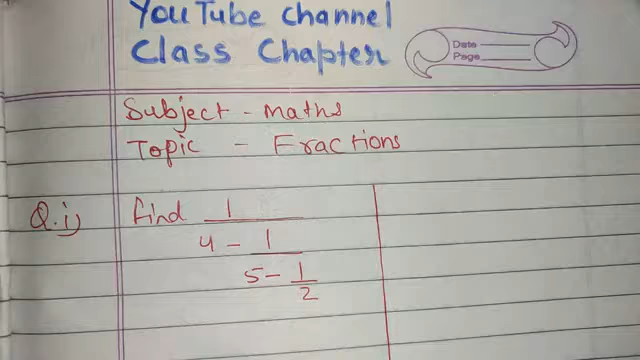 YouTube channel
Class Chapter
Date
Page
Subject - Maths
Topic - Fractions
Q.i) find 1
4 - 1
5 - 1
2